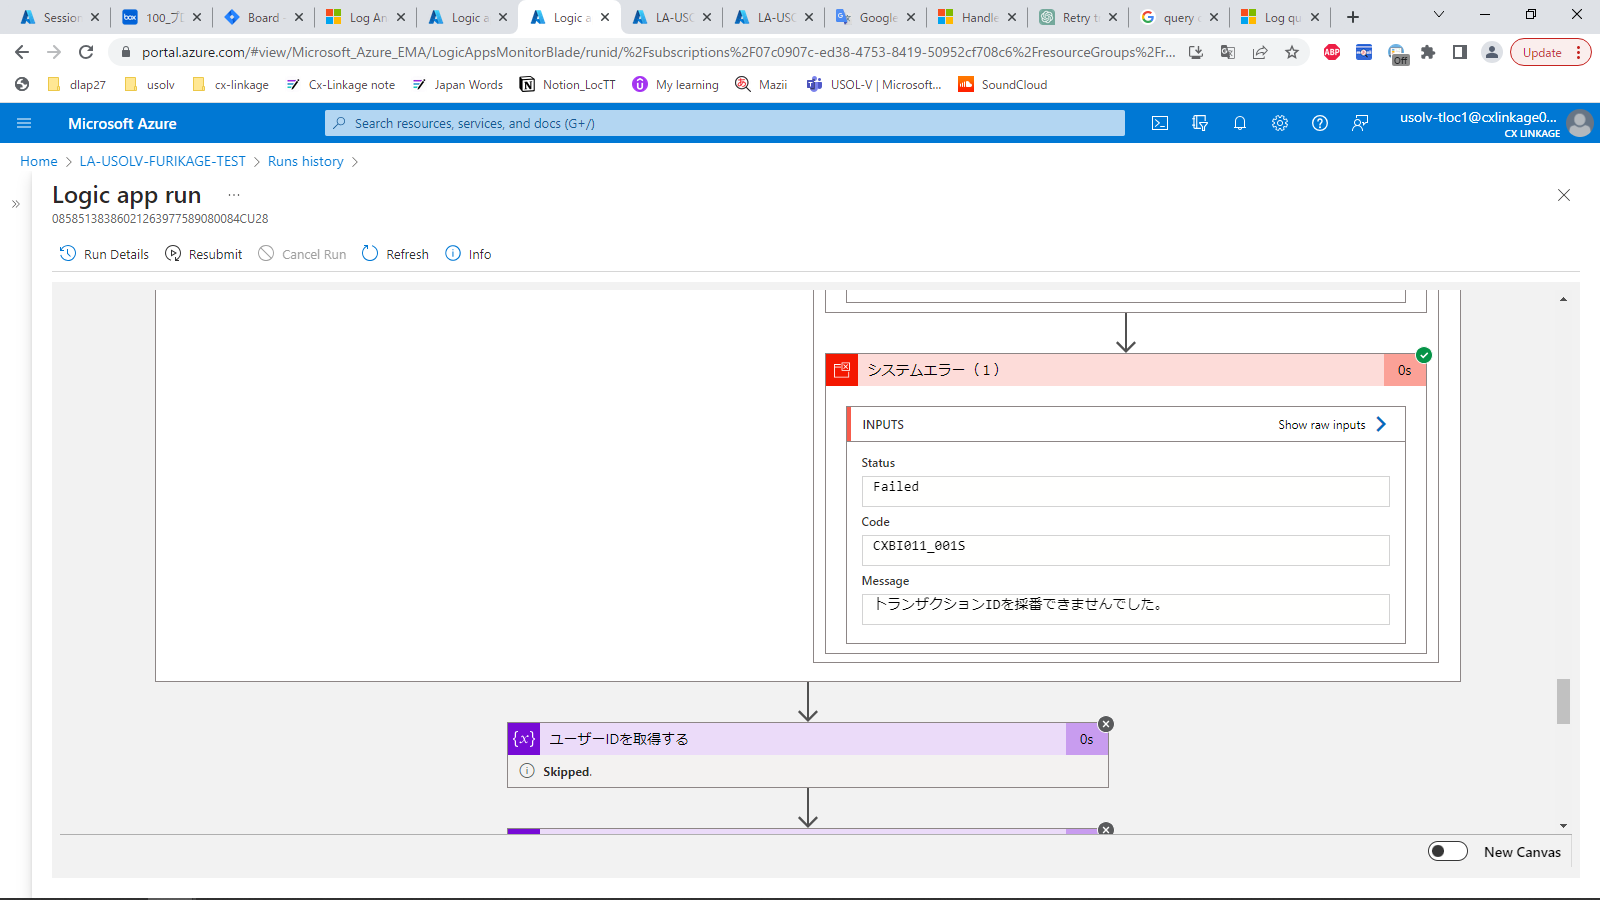 Session
100_プ
Board
Log An
Logic a
Logic a
LA-USO
LA-USO
Google
Handle
Retry t
query
Log qu
portal.azure.com/#view/Microsoft_Azure_EMA/LogicAppsMonitorBlade/runid/%2Fsubscriptions%2F07c0907c-ed38-4753-8419-50952cf708c6%2FresourceGroups%2Fr...
ABP
Off
Update
dlap27
usolv
cx-linkage
Cx-Linkage note
Japan Words
Notion_LocTT
My learning
Mazii
USOL-V | Microsoft...
SoundCloud
Microsoft Azure
Search resources, services, and docs (G+/)
usolv-tloc1@cxlinkage0...
CX LINKAGE
Home > LA-USOLV-FURIKAGE-TEST > Runs history >
Logic app run ...
08585138386021263977589080084CU28
Run Details
Resubmit
Cancel Run
Refresh
Info
システムエラー（１）
0s
INPUTS
Show raw inputs
Status
Failed
Code
CXBI011_001S
Message
トランザクションIDを採番できませんでした。
{x}
ユーザーIDを取得する
0s
Skipped.
New Canvas